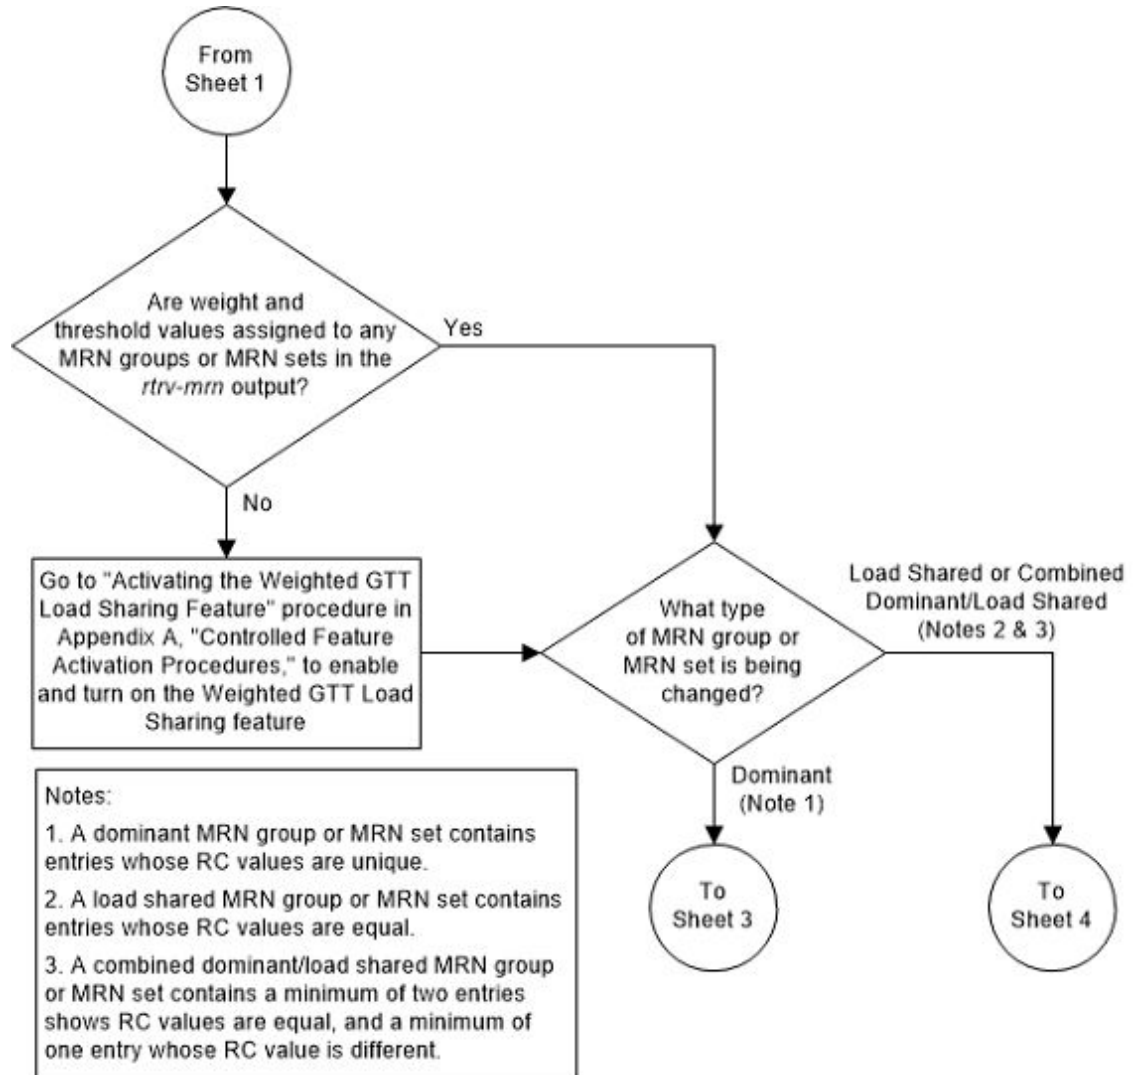 From
Sheet 1
Are weight and
threshold values assigned to any
MRN groups or MRN sets in the
rtrv-mrn output?
Yes
No
Go to "Activating the Weighted GTT
Load Sharing Feature" procedure in
Appendix A, "Controlled Feature
Activation Procedures," to enable
and turn on the Weighted GTT Load
Sharing feature
What type
of MRN group or
MRN set is being
changed?
Load Shared or Combined
Dominant/Load Shared
(Notes 2 & 3)
Dominant
(Note 1)
To
Sheet 3
To
Sheet 4
Notes:
1. A dominant MRN group or MRN set contains
entries whose RC values are unique.
2. A load shared MRN group or MRN set contains
entries whose RC values are equal.
3. A combined dominant/load shared MRN group
or MRN set contains a minimum of two entries
shows RC values are equal, and a minimum of
one entry whose RC value is different.